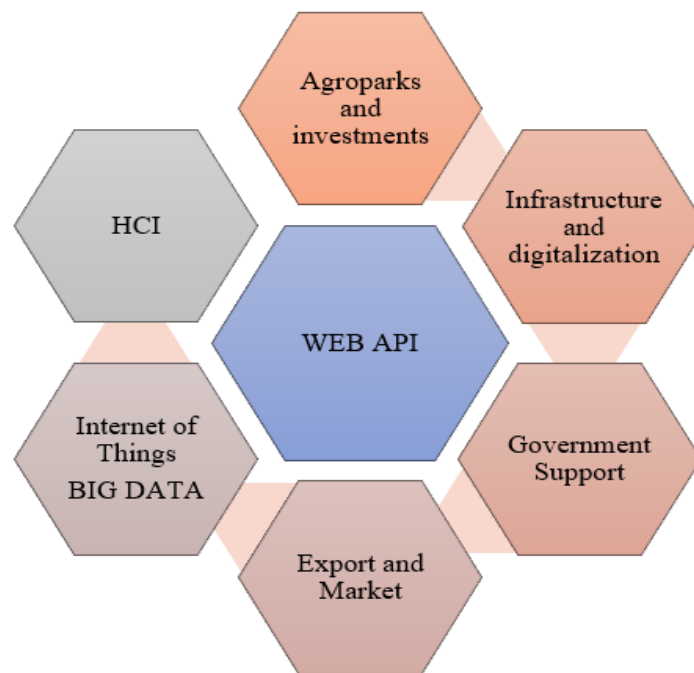 Agroparks
and
investments
HCI
Infrastructure
and
digitalization
WEB API
Internet of
Things
BIG DATA
Government
Support
Export and
Market